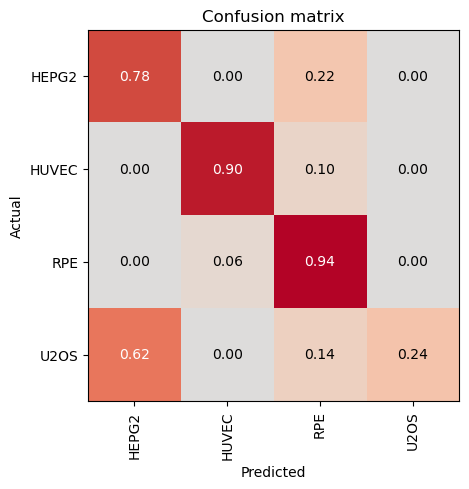 Confusion matrix
Actual
HEPG2 0.78 0.00 0.22 0.00
HUVEC 0.00 0.90 0.10 0.00
RPE 0.00 0.06 0.94 0.00
U2OS 0.62 0.00 0.14 0.24
HEPG2 HUVEC RPE U2OS
Predicted